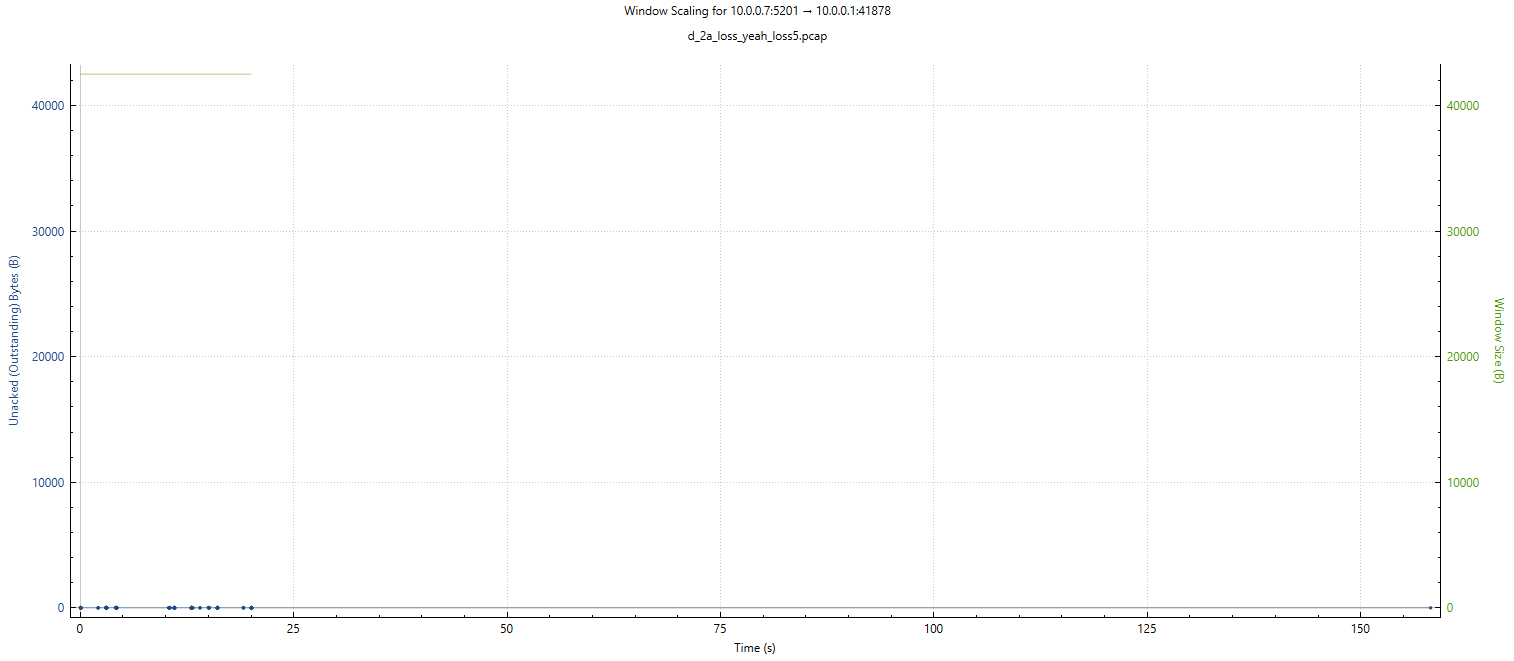 Window Scaling for 10.0.0.7:5201 → 10.0.0.1:41878
d_2a_loss_yeah_loss5.pcap
Unacked (Outstanding) Bytes (B)
40000
30000
20000
10000
0
40000
30000
20000
10000
0
Window Size (B)
0 25 50 75 100 125 150
Time (s)